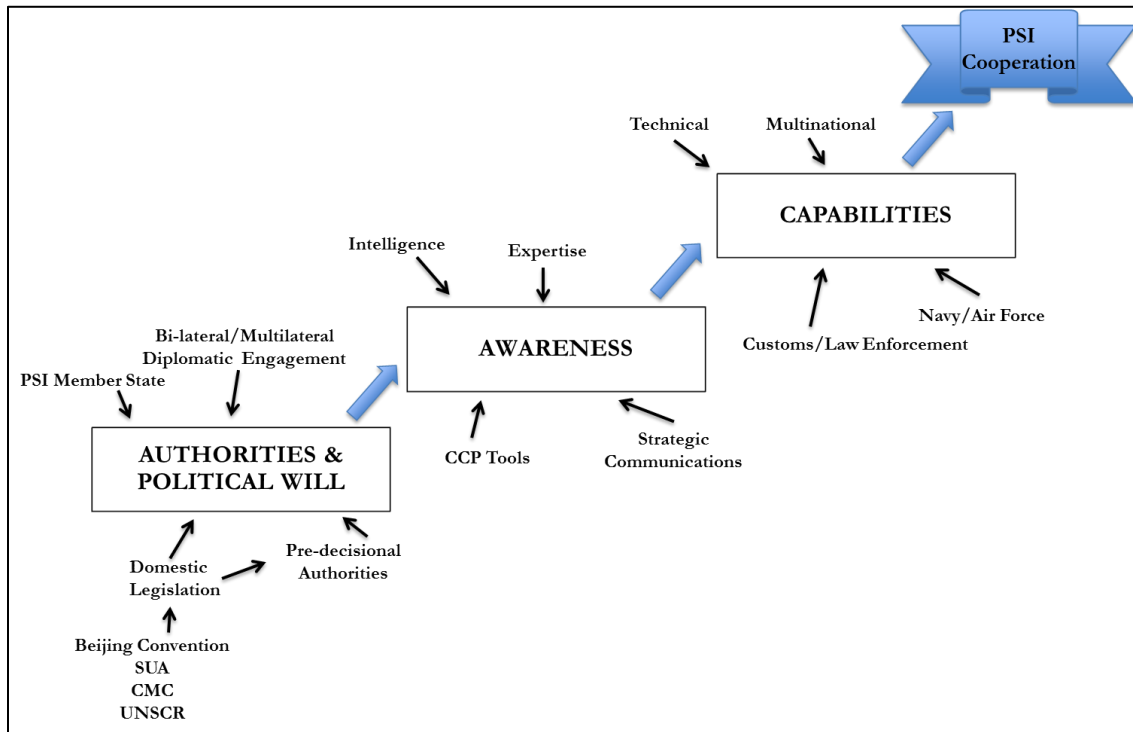 PSI
Cooperation
Technical
Multinational
CAPABILITIES
Navy/Air Force
Customs/Law Enforcement
Intelligence
Expertise
AWARENESS
CCP Tools
Strategic
Communications
Bi-lateral/Multilateral
Diplomatic Engagement
PSI Member State
AUTHORITIES &
POLITICAL WILL
Domestic
Legislation
Pre-decisional
Authorities
Beijing Convention
SUA
CMC
UNSCR